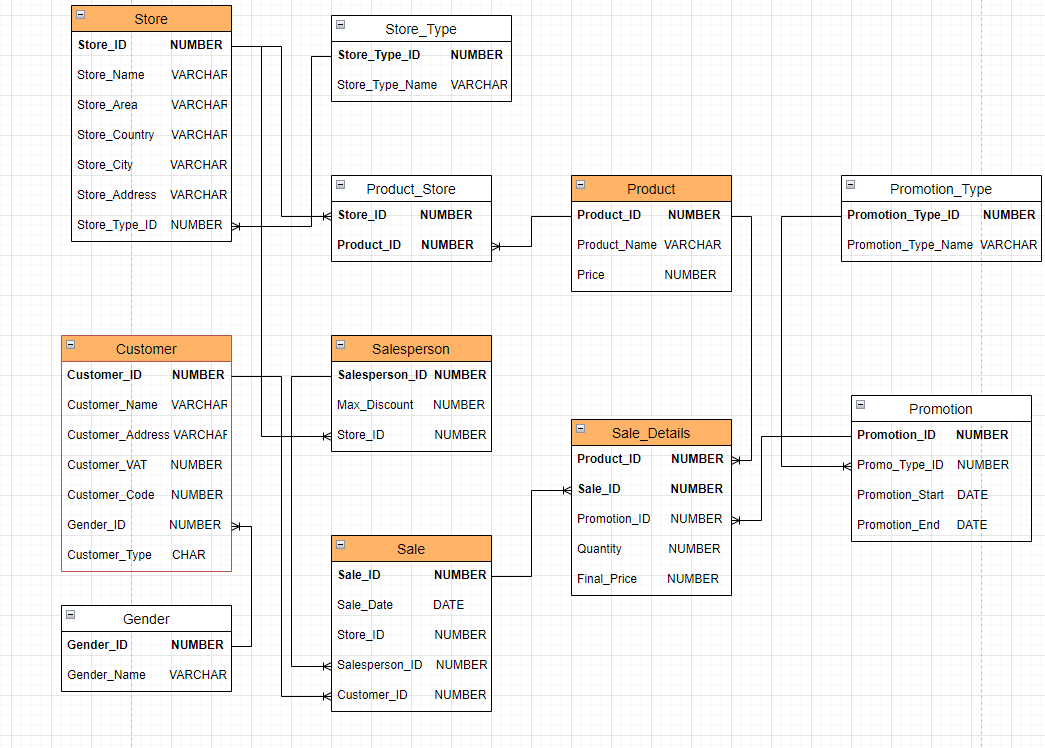 Store
Store_ID NUMBER
Store_Name VARCHAR
Store_Area VARCHAR
Store_Country VARCHAR
Store_City VARCHAR
Store_Address VARCHAR
Store_Type_ID NUMBER
Store_Type
Store_Type_ID NUMBER
Store_Type_Name VARCHAR
Product_Store
Store_ID NUMBER
Product_ID NUMBER
Product
Product_ID NUMBER
Product_Name VARCHAR
Price NUMBER
Promotion_Type
Promotion_Type_ID NUMBER
Promotion_Type_Name VARCHAR
Customer
Customer_ID NUMBER
Customer_Name VARCHAR
Customer_Address VARCHAR
Customer_VAT NUMBER
Customer_Code NUMBER
Gender_ID NUMBER
Customer_Type CHAR
Salesperson
Salesperson_ID NUMBER
Max_Discount NUMBER
Store_ID NUMBER
Sale_Details
Product_ID NUMBER
Sale_ID NUMBER
Promotion_ID NUMBER
Quantity NUMBER
Final_Price NUMBER
Promotion
Promotion_ID NUMBER
Promo_Type_ID NUMBER
Promotion_Start DATE
Promotion_End DATE
Gender
Gender_ID NUMBER
Gender_Name VARCHAR
Sale
Sale_ID NUMBER
Sale_Date DATE
Store_ID NUMBER
Salesperson_ID NUMBER
Customer_ID NUMBER